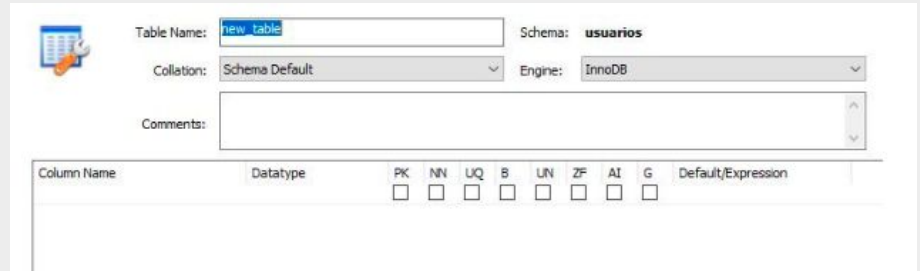 Table Name: new_table Schema: usuarios
Collation: Schema Default Engine: InnoDB
Comments:
Column Name Datatype PK NN UQ B UN ZF AI G Default/Expression